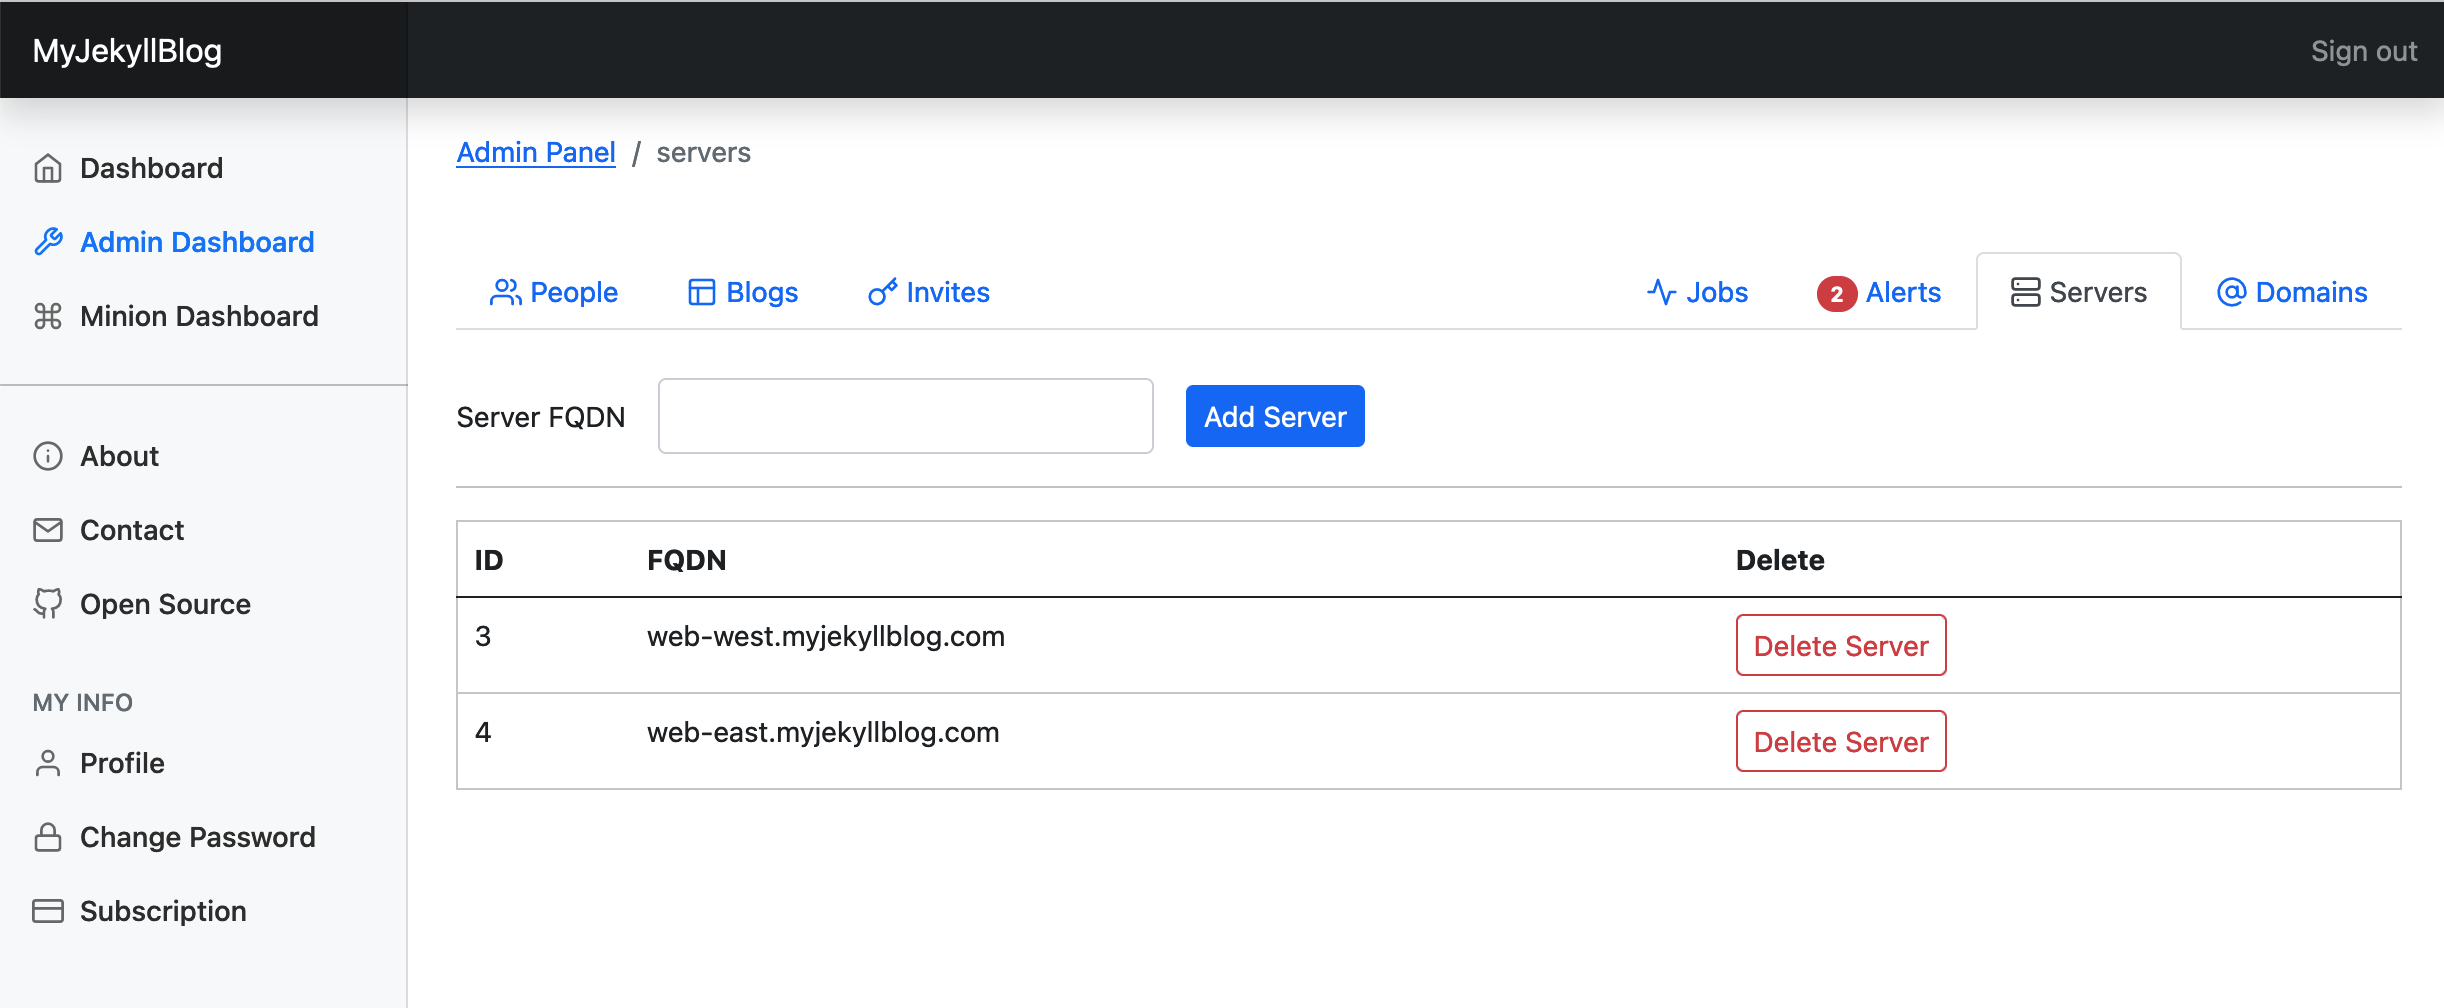 MyJekyllBlog
Sign out
Dashboard
Admin Dashboard
Minion Dashboard
About
Contact
Open Source
MY INFO
Profile
Change Password
Subscription
Admin Panel / servers
People Blogs Invites Jobs 2 Alerts Servers Domains
Server FQDN Add Server
ID FQDN Delete
3 web-west.myjekyllblog.com Delete Server
4 web-east.myjekyllblog.com Delete Server